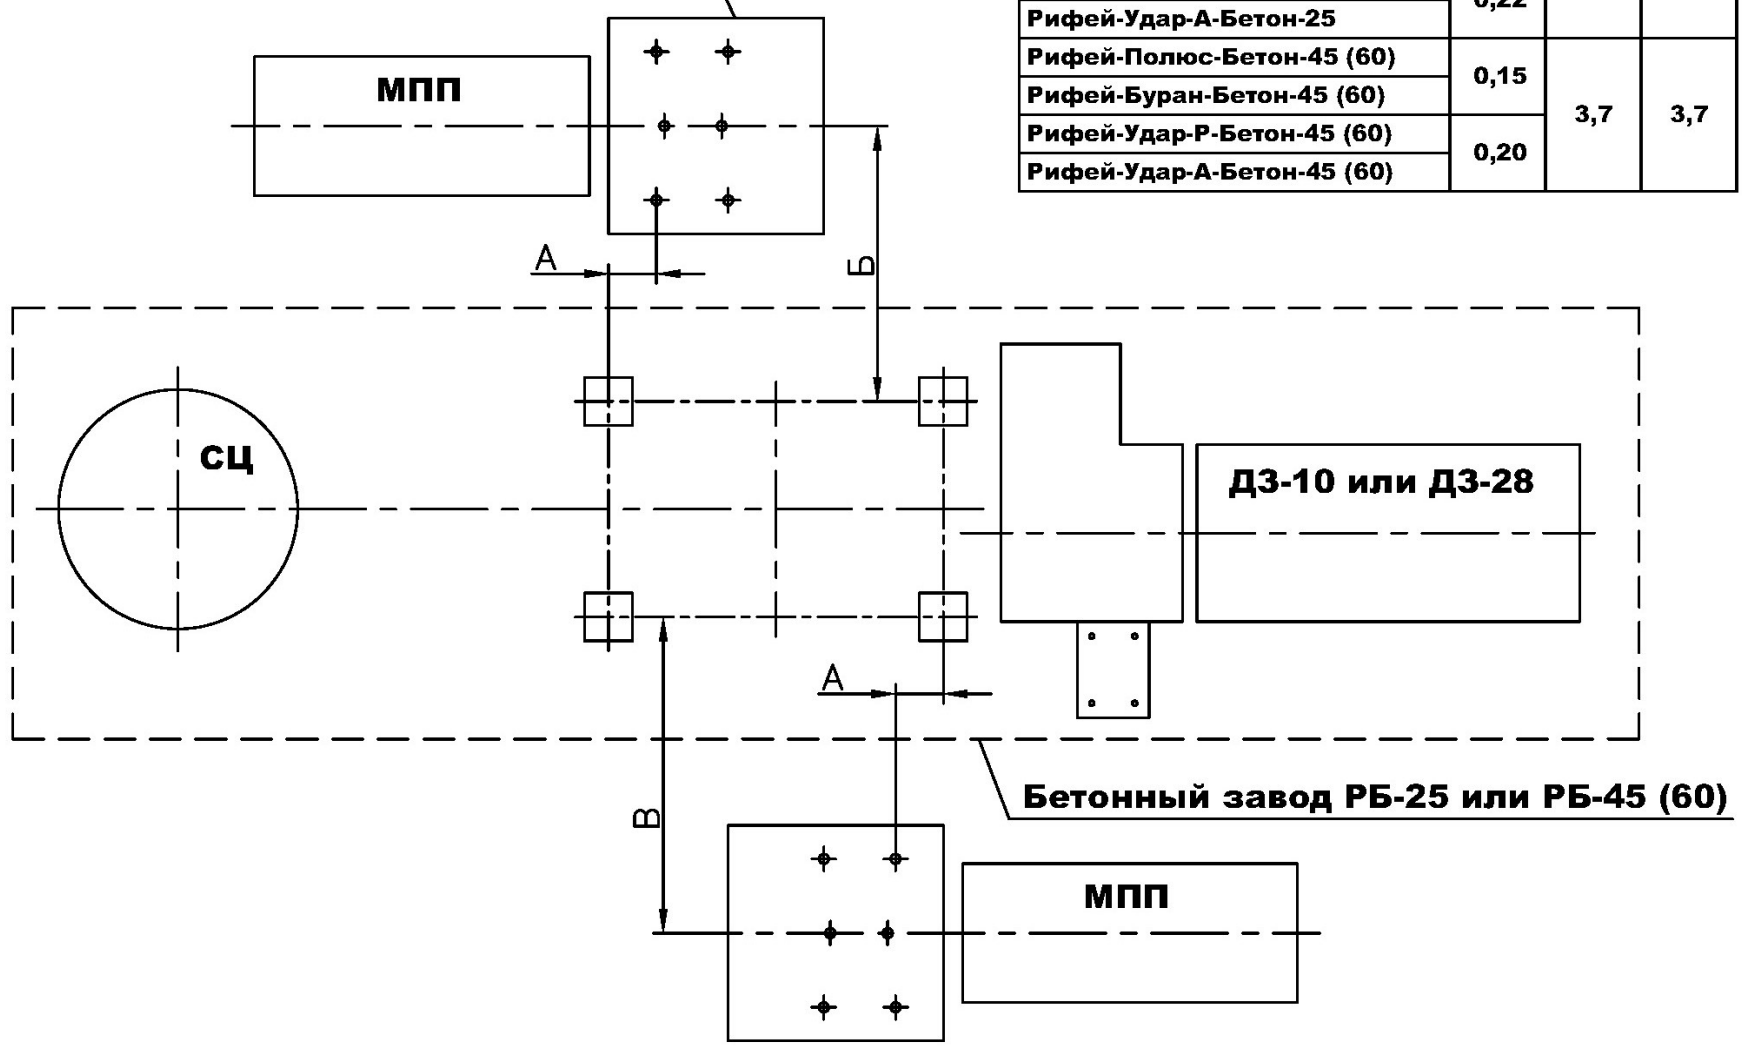 0,22
Рифей-Удар-А-Бетон-25
Рифей-Полюс-Бетон-45 (60)
0,15
Рифей-Буран-Бетон-45 (60)
3,7 3,7
Рифей-Удар-Р-Бетон-45 (60)
0,20
Рифей-Удар-А-Бетон-45 (60)
МПП
А
Б
СЦ
ДЗ-10 или ДЗ-28
А
Бетонный завод РБ-25 или РБ-45 (60)
В
МПП